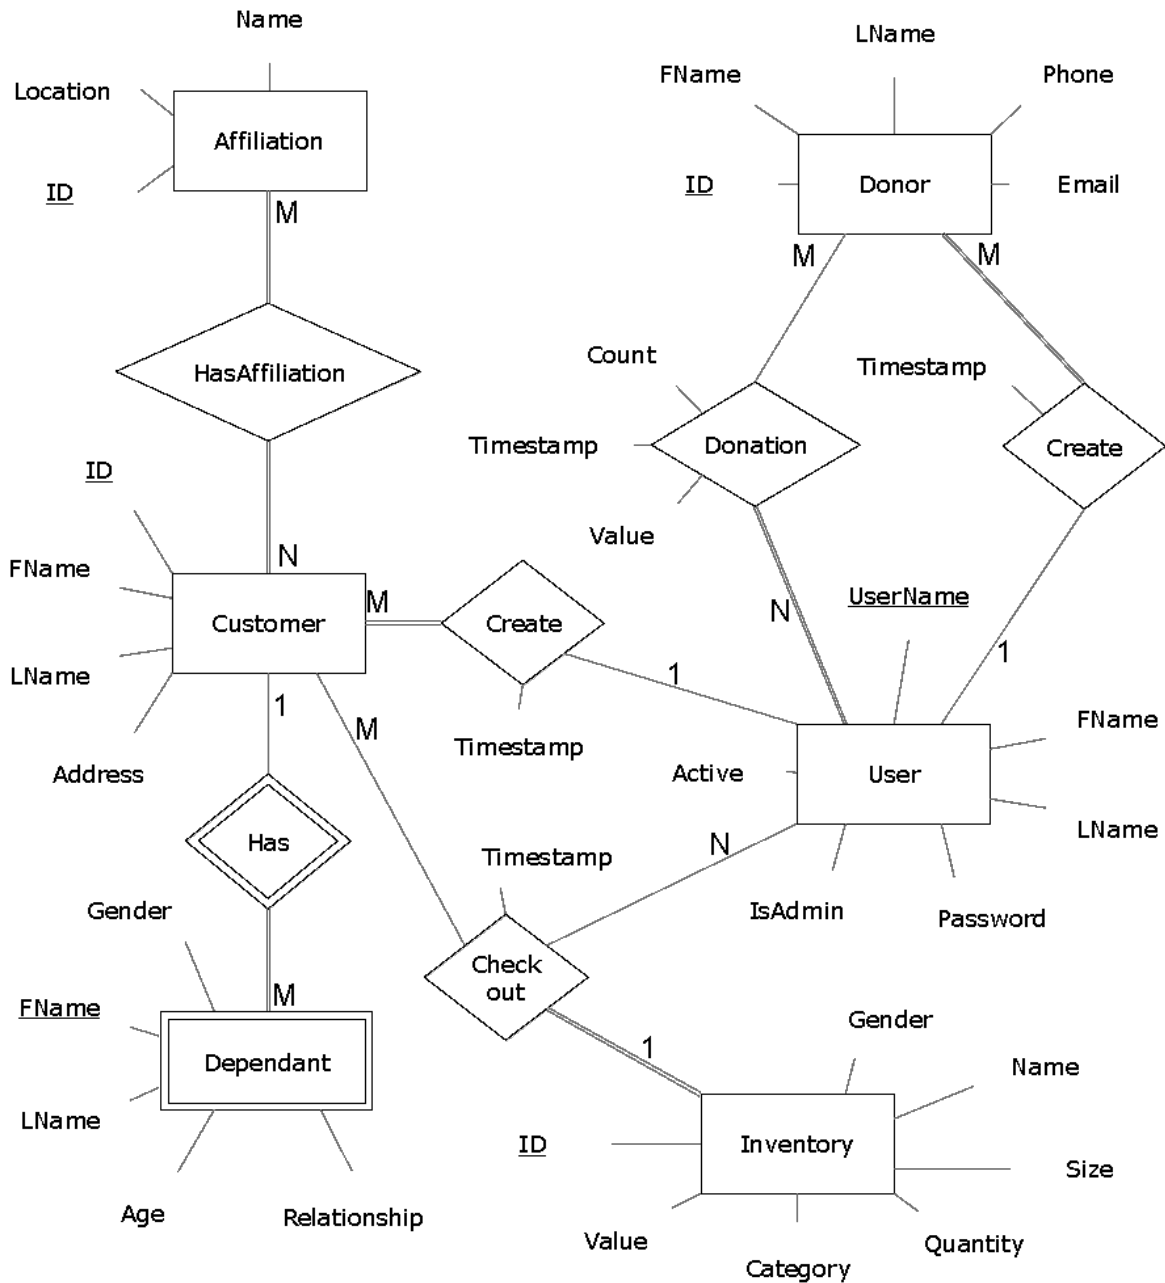 Name
Location
Affiliation
ID
M
HasAffiliation
N
ID
FName
Customer
LName
Address
M
Create
1
Timestamp
1
M
Has
Gender
M
FName
Dependant
LName
Age
Relationship
LName
FName
Phone
ID
Donor
Email
M
M
Count
Timestamp
Timestamp
Donation
Create
Value
N
UserName
1
FName
Active
User
LName
N
IsAdmin
Password
Timestamp
Check
out
1
Gender
Name
ID
Inventory
Size
Value
Category
Quantity